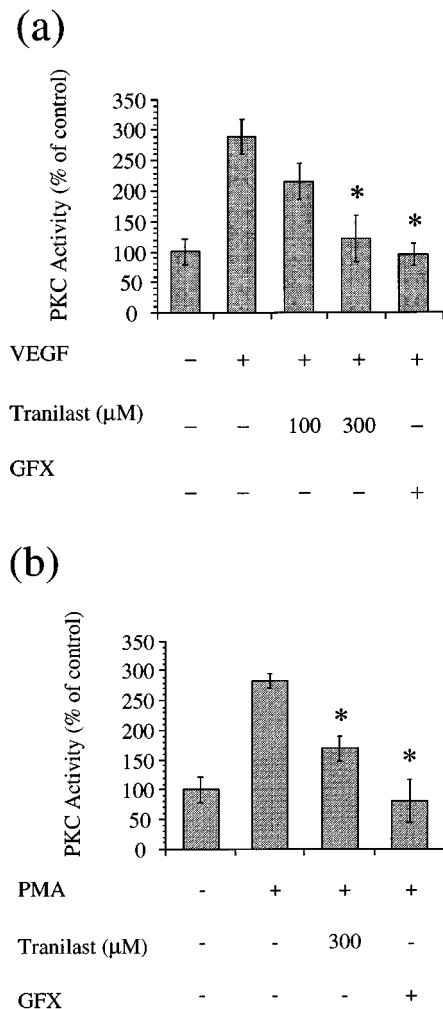 (a)
PKC Activity (% of control)
350
300
250
200
150
100
50
0
*
*
VEGF - + + + +
Tranilast (μM) - - 100 300 -
GFX - - - - +
(b)
PKC Activity (% of control)
350
300
250
200
150
100
50
0
*
*
PMA - + + +
Tranilast (μM) - - 300 -
GFX - - - +